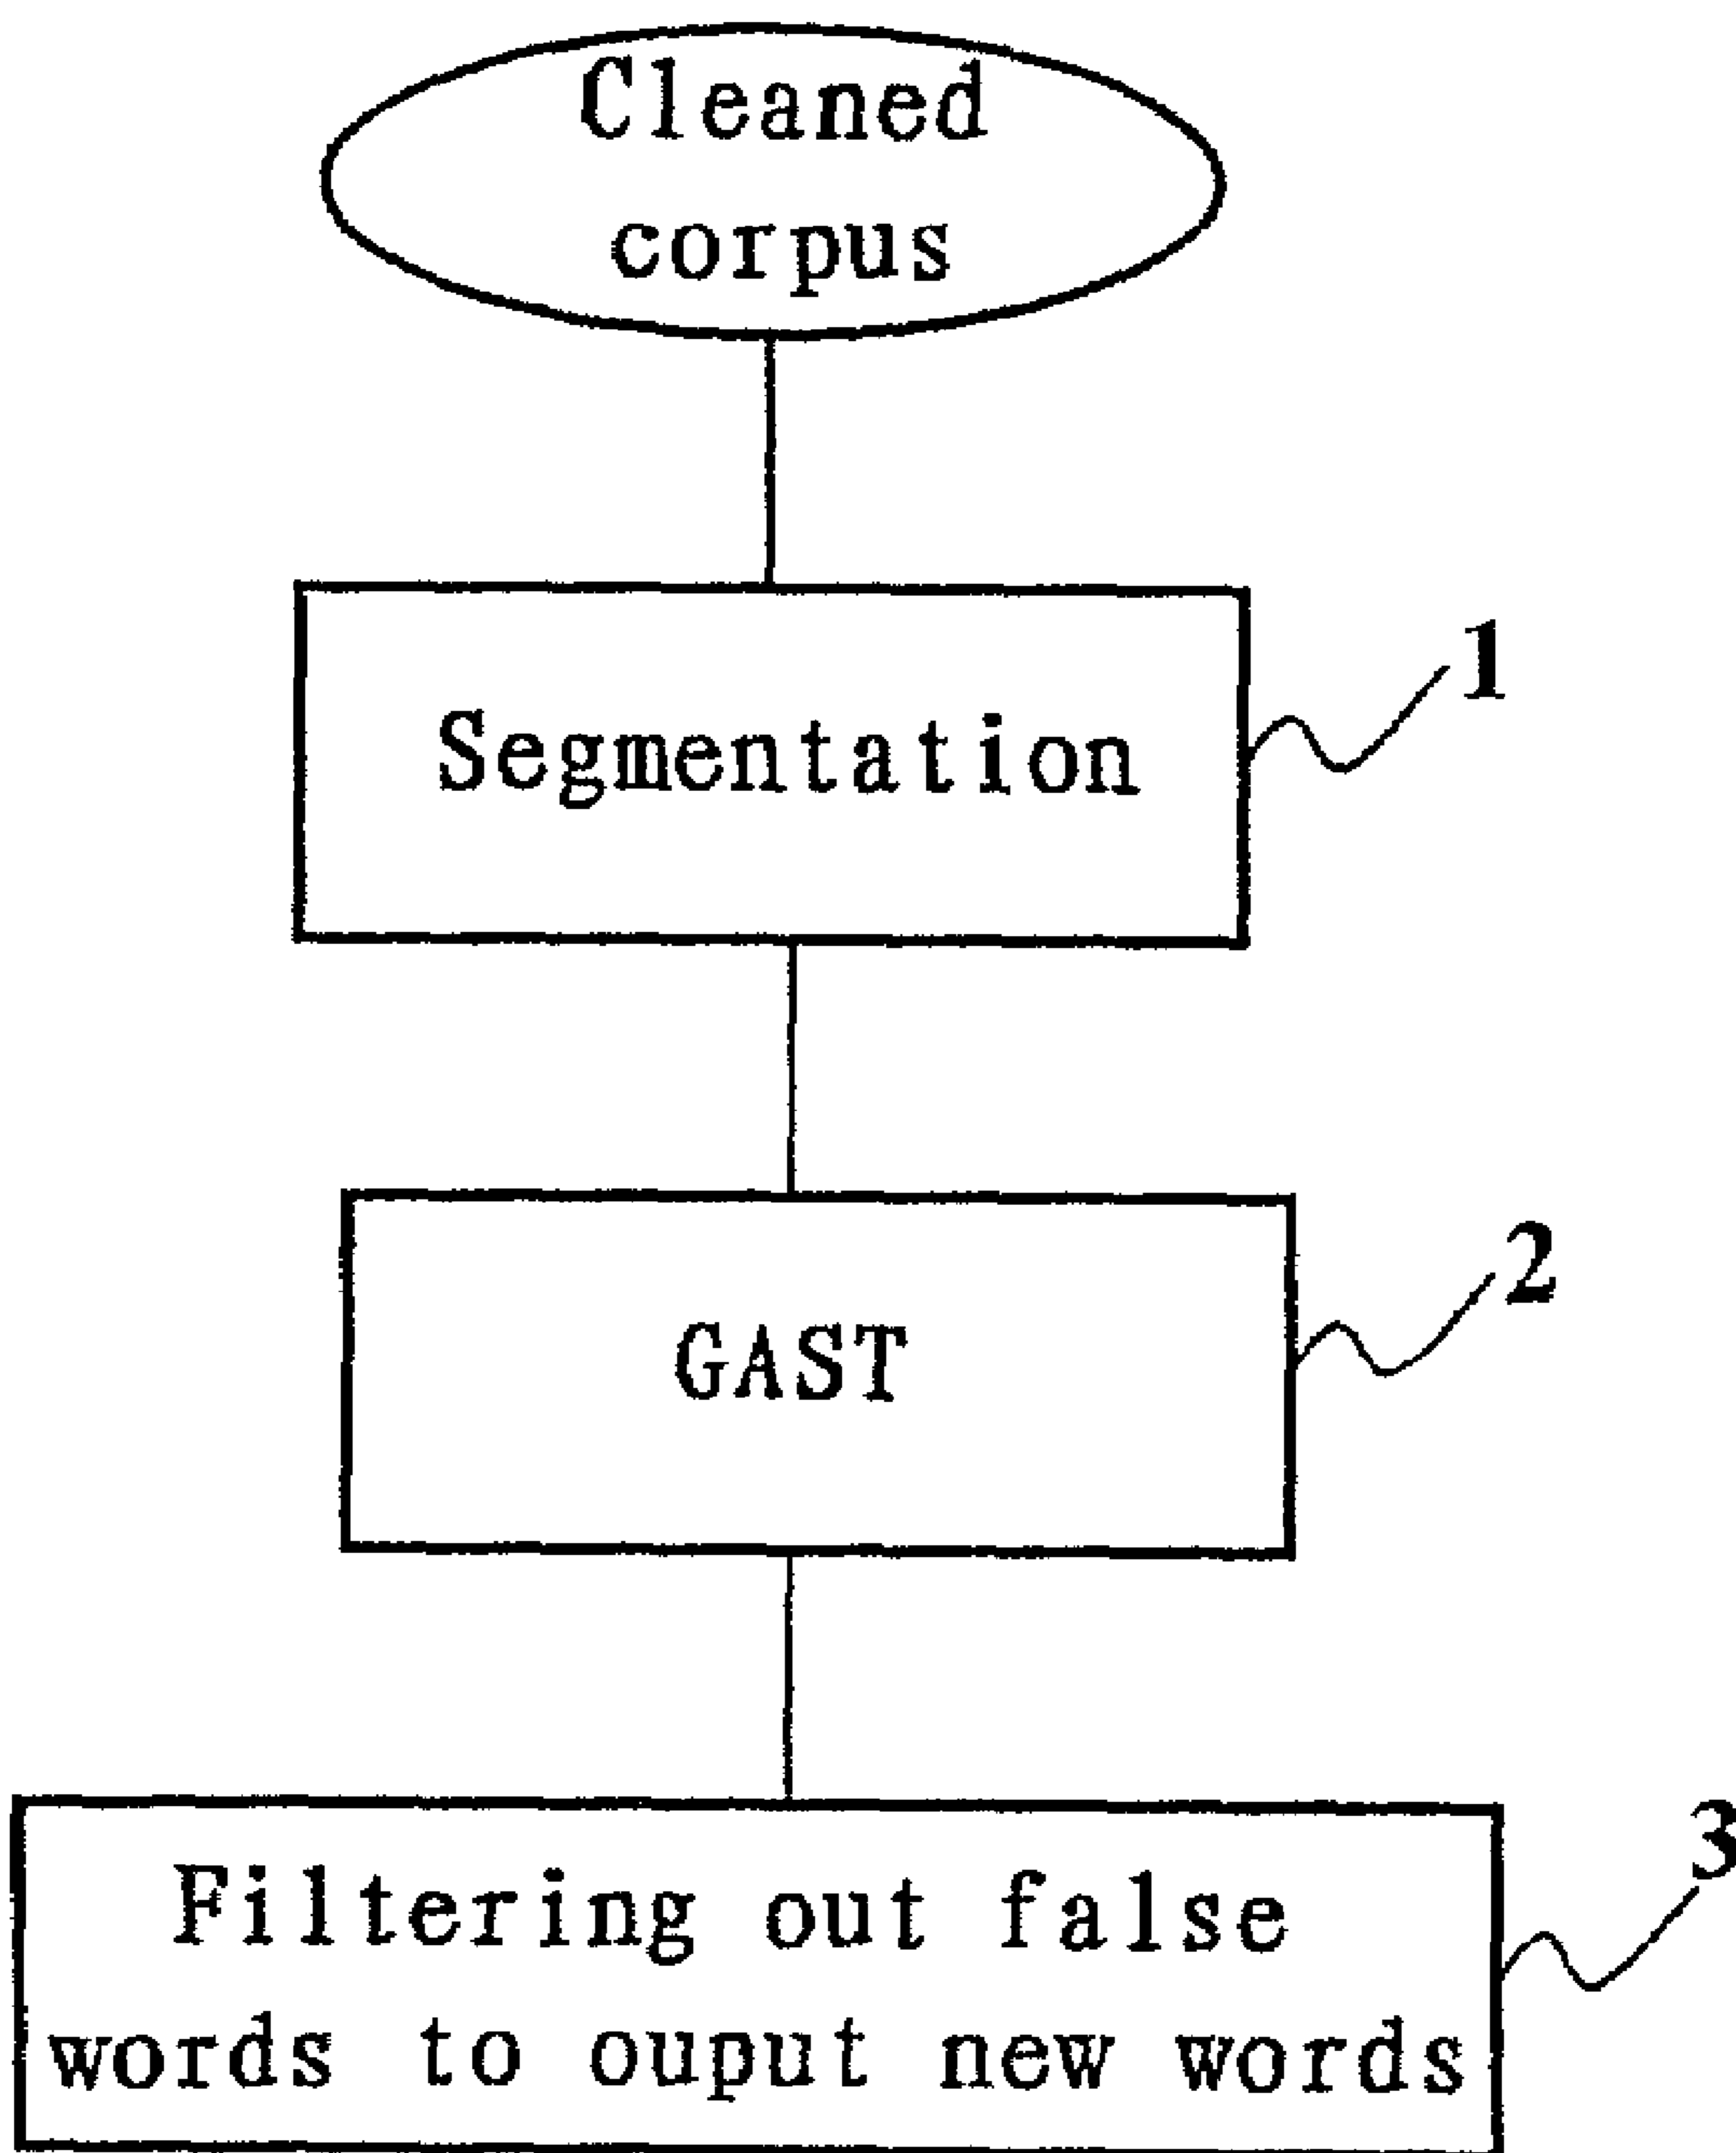 Cleaned
corpus
Segmentation
1
GAST
2
Filtering out false
words to ouput new words
3